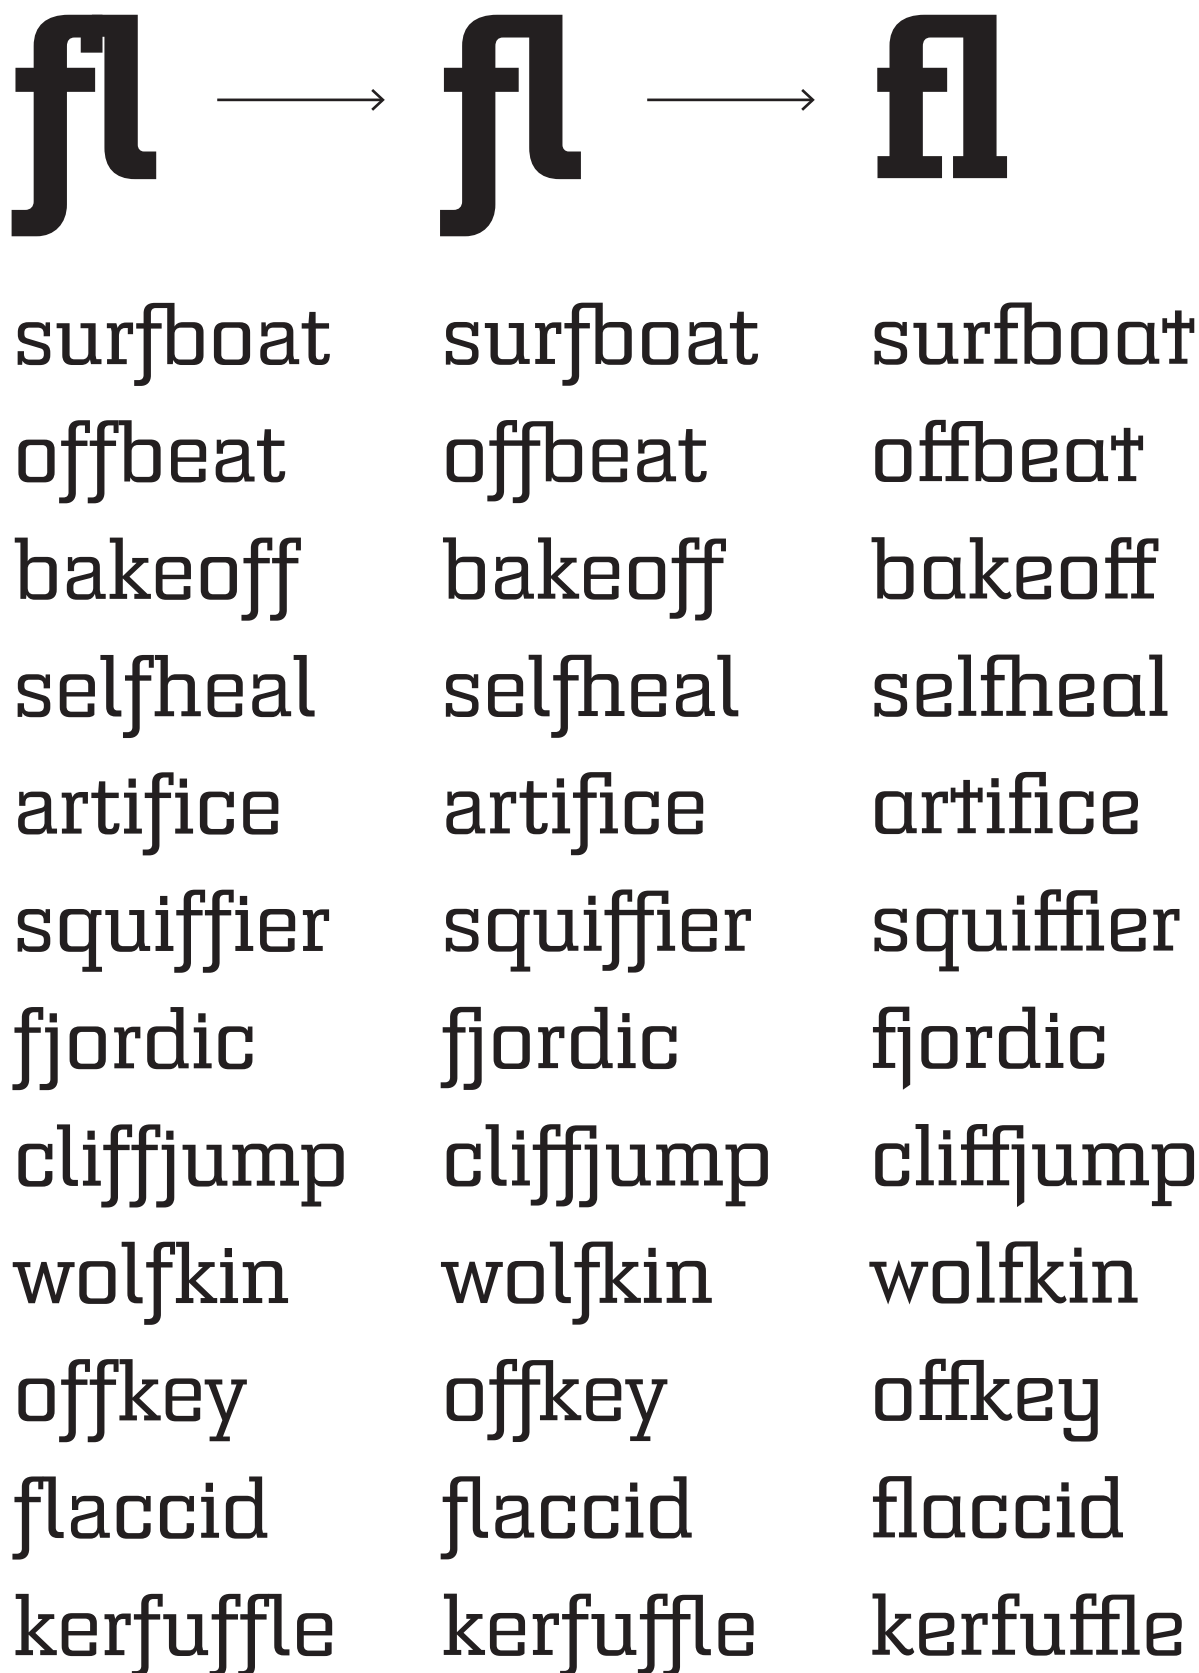 fl → fl → fl
surfboat surfboat surfboat
offbeat offbeat offbeat
bakeoff bakeoff bakeoff
selfheal selfheal selfheal
artifice artifice artifice
squiffier squiffier squiffier
fjordic fjordic fjordic
cliffjump cliffjump cliffjump
wolfkin wolfkin wolfkin
offkey offkey offkey
flaccid flaccid flaccid
kerfuffle kerfuffle kerfuffle